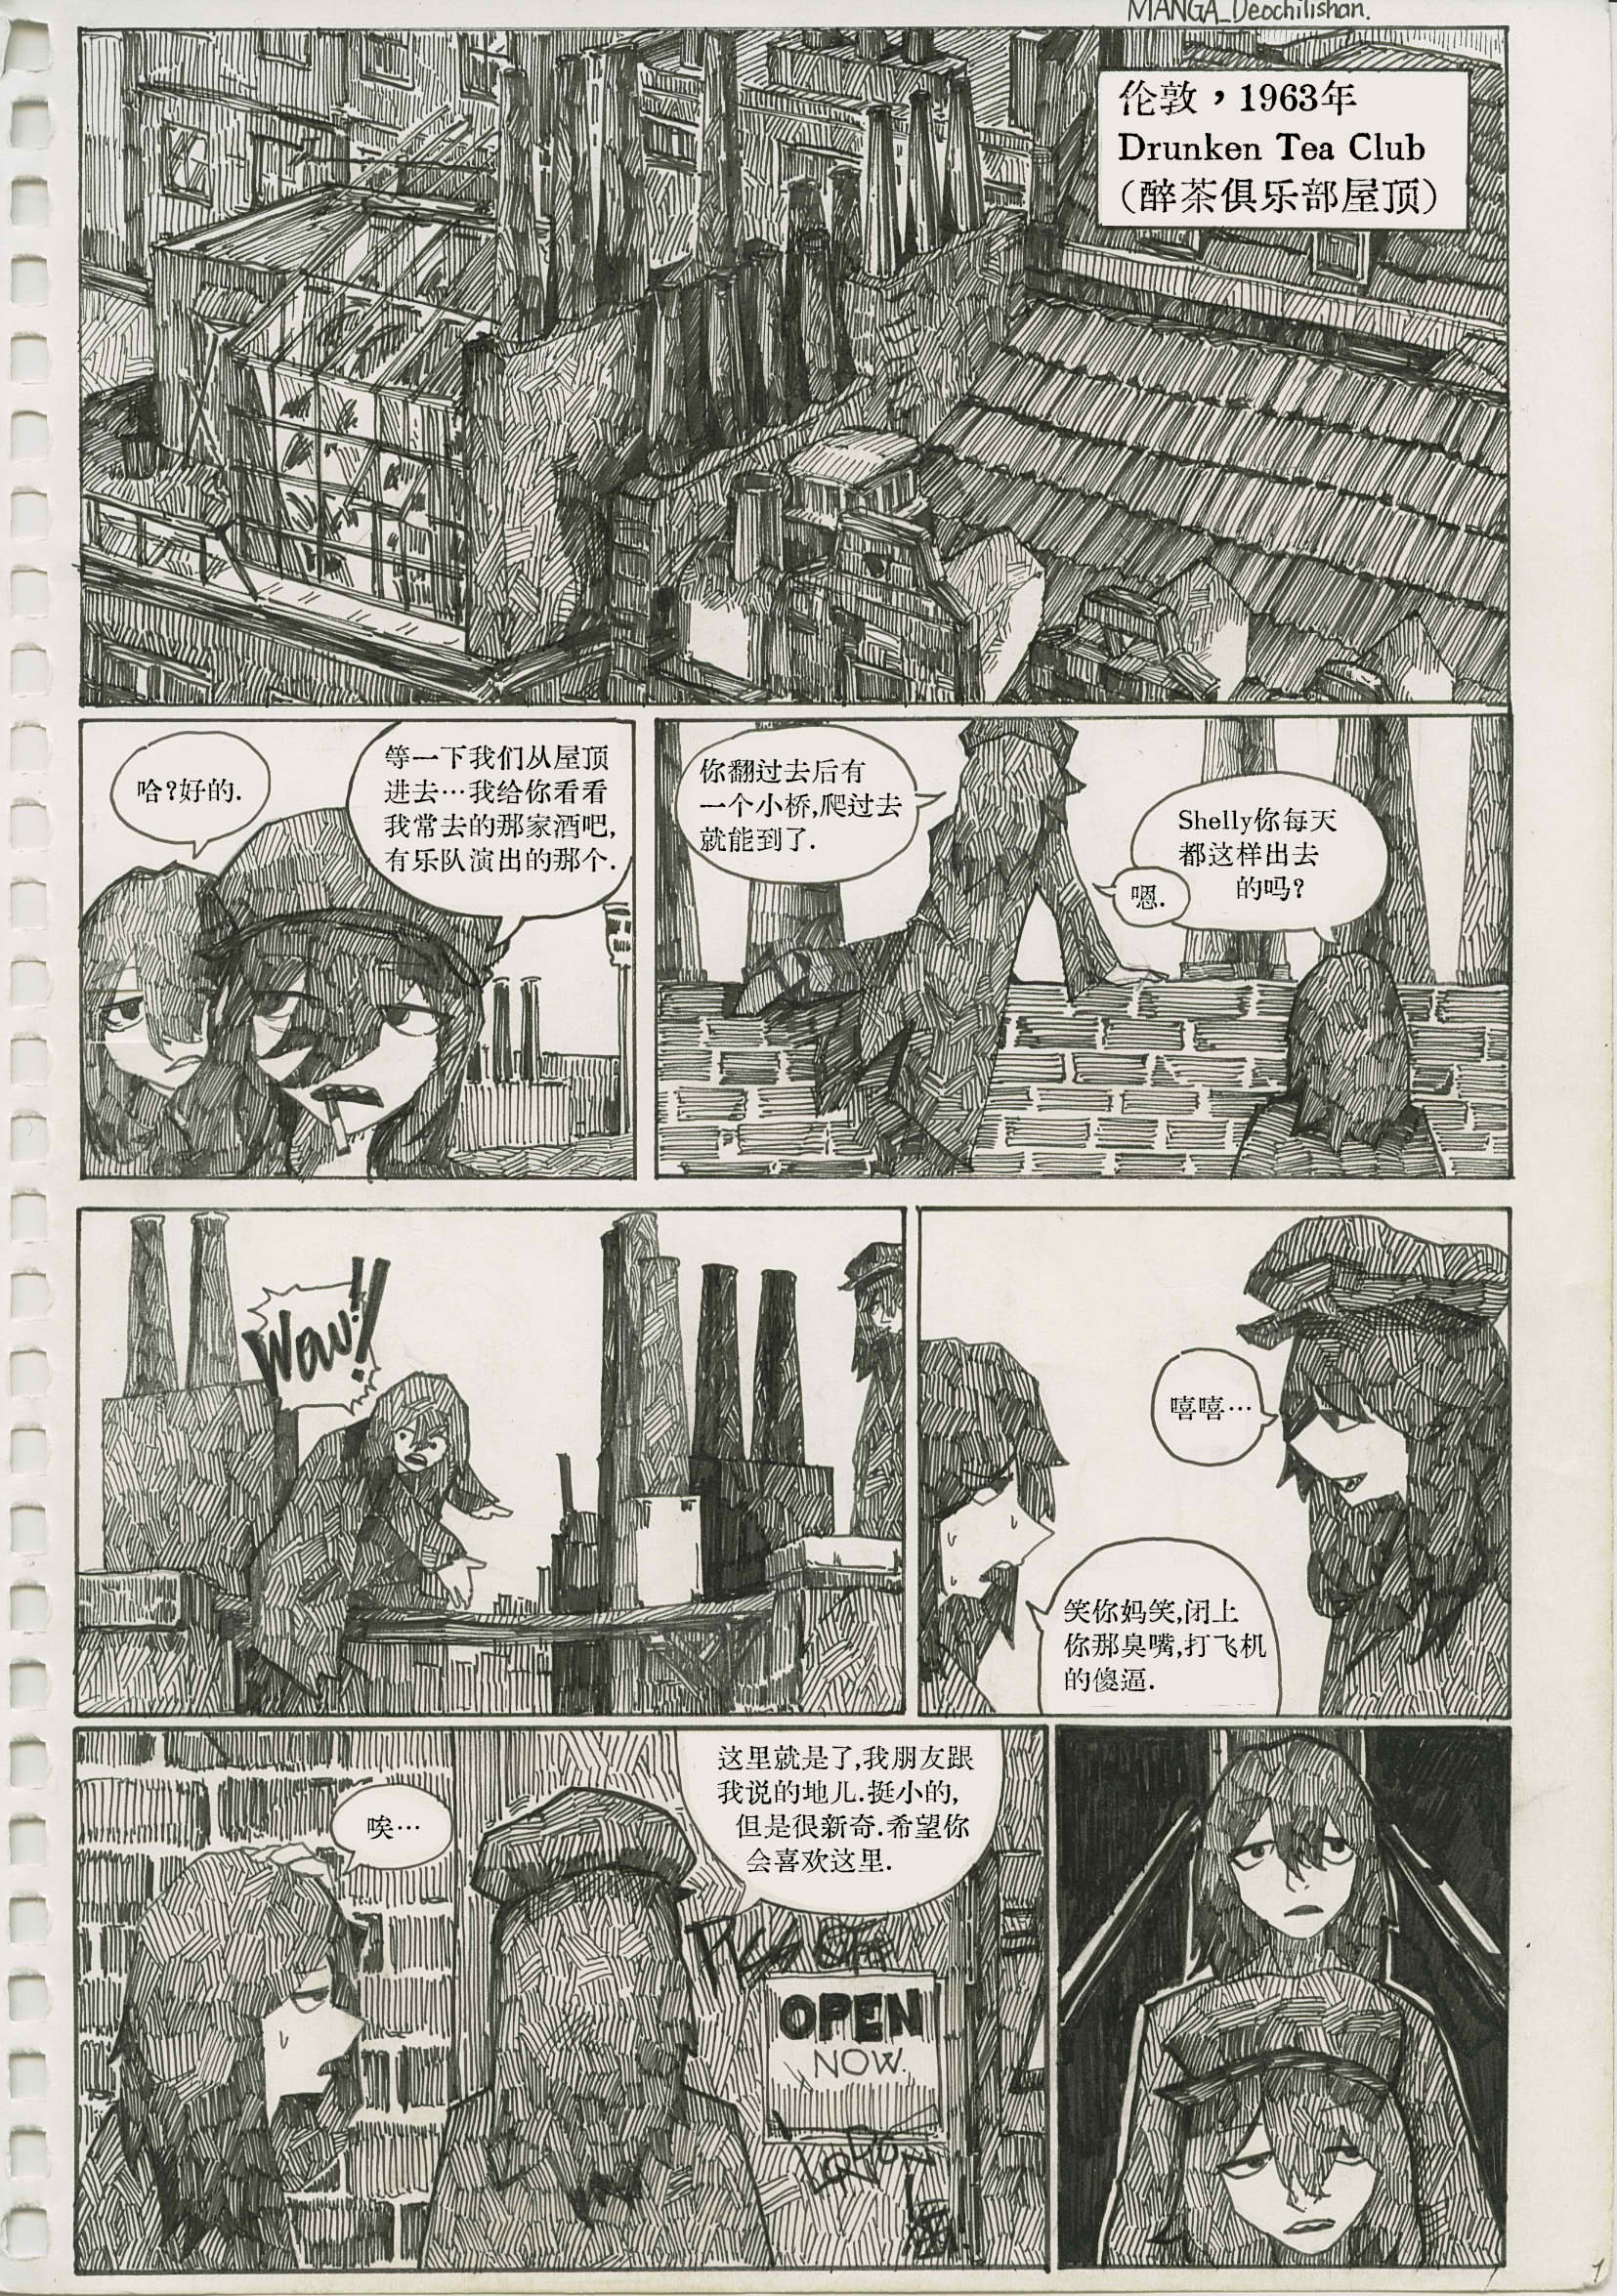 MANGA_Deochilishan.
伦敦，1963年
Drunken Tea Club
（醉茶俱乐部屋顶）
哈?好的.
等一下我们从屋顶
进去…我给你看看
我常去的那家酒吧,
有乐队演出的那个.
你翻过去后有
一个小桥,爬过去
就能到了.
Shelly你每天
都这样出去
的吗?
嗯.
Wow!!
嘻嘻…
笑你妈笑,闭上
你那臭嘴,打飞机
的傻逼.
唉…
这里就是了,我朋友跟
我说的地儿.挺小的,
但是很新奇.希望你
会喜欢这里.
OPEN
NOW.
1